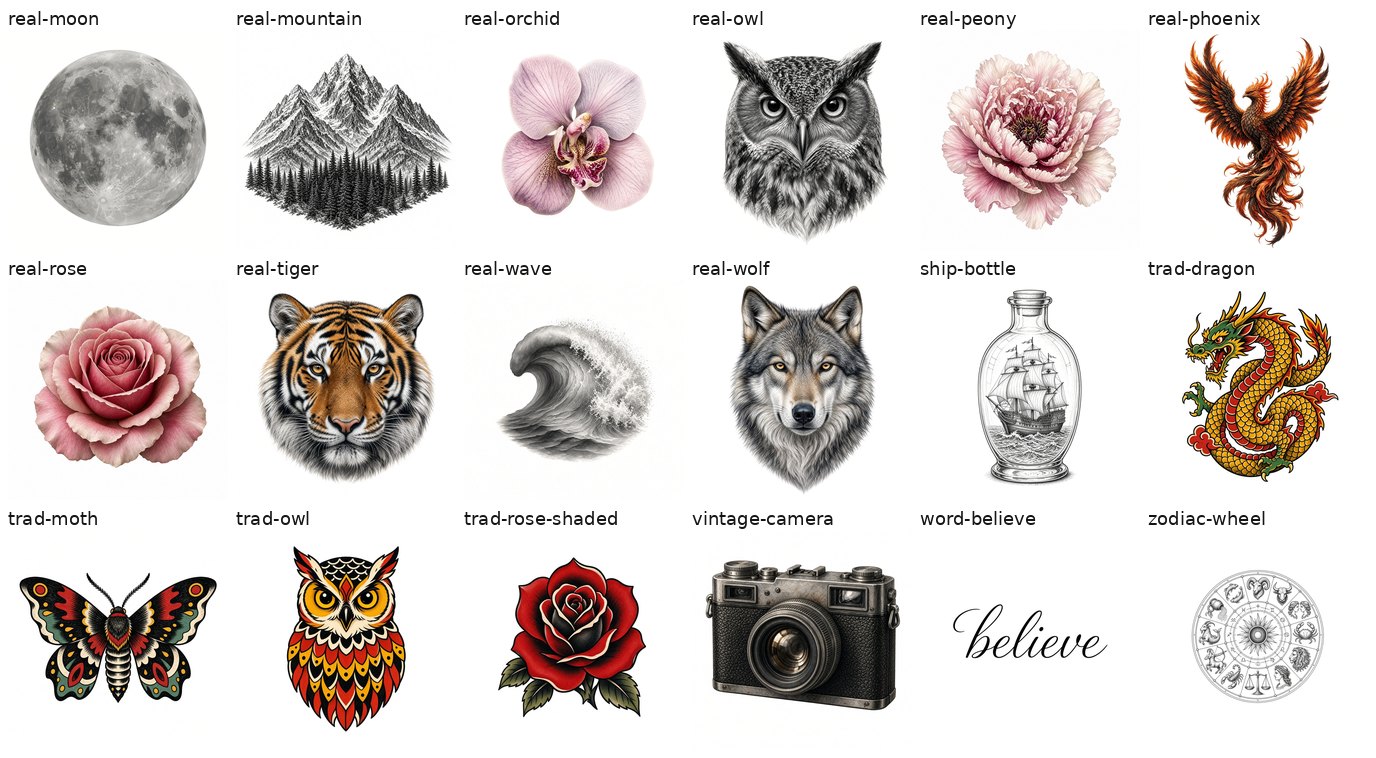 real-moon
real-mountain
real-orchid
real-owl
real-peony
real-phoenix
real-rose
real-tiger
real-wave
real-wolf
ship-bottle
trad-dragon
trad-moth
trad-owl
trad-rose-shaded
vintage-camera
word-believe
zodiac-wheel
believe